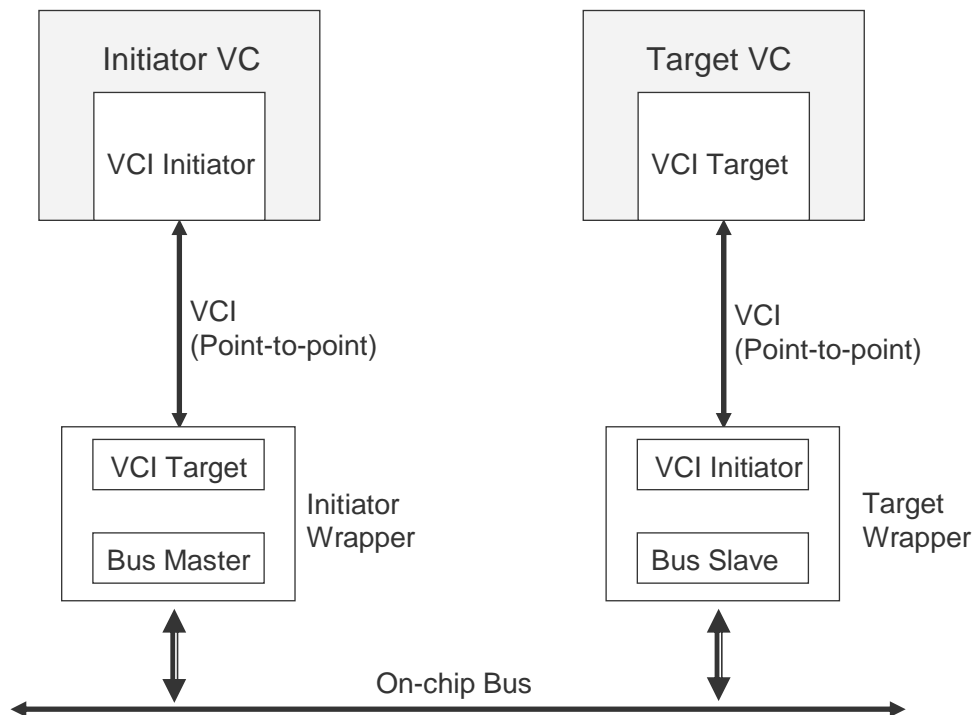 Initiator VC
VCI Initiator
VCI
(Point-to-point)
VCI Target
Bus Master
Initiator
Wrapper
Target VC
VCI Target
VCI
(Point-to-point)
VCI Initiator
Bus Slave
Target
Wrapper
On-chip Bus